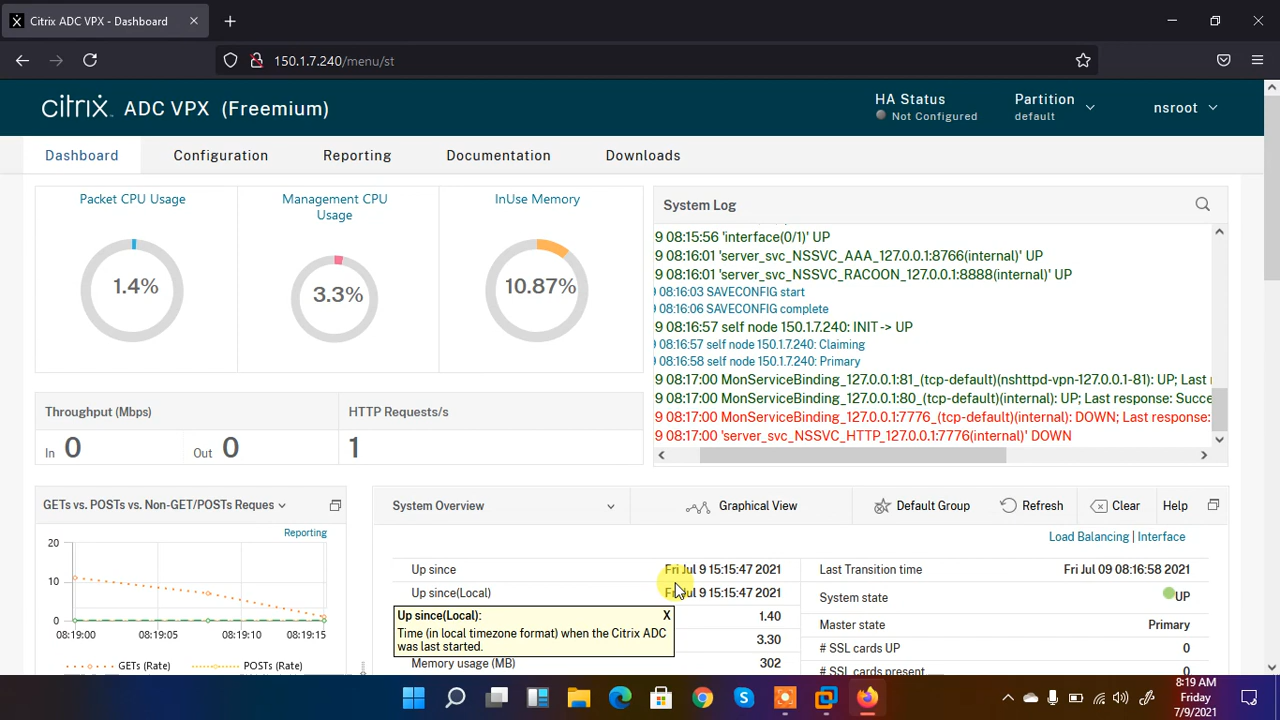 Citrix ADC VPX - Dashboard
150.1.7.240/menu/st
citrix ADC VPX (Freemium)
HA Status
Not Configured
Partition
default
nsroot
Dashboard
Configuration
Reporting
Documentation
Downloads
Packet CPU Usage
1.4%
Management CPU
Usage
3.3%
InUse Memory
10.87%
System Log
9 08:15:56 'interface(0/1)' UP
9 08:16:01 'server_svc_NSSVC_AAA_127.0.0.1:8766(internal)' UP
9 08:16:01 'server_svc_NSSVC_RACOON_127.0.0.1:8888(internal)' UP
9 08:16:03 SAVECONFIG start
9 08:16:06 SAVECONFIG complete
9 08:16:57 self node 150.1.7.240: INIT -> UP
9 08:16:57 self node 150.1.7.240: Claiming
9 08:16:58 self node 150.1.7.240: Primary
9 08:17:00 MonServiceBinding_127.0.0.1:81_(tcp-default)(nshttpd-vpn-127.0.0.1-81): UP; Last r
9 08:17:00 MonServiceBinding_127.0.0.1:80_(tcp-default)(internal): UP; Last response: Succe
9 08:17:00 MonServiceBinding_127.0.0.1:7776_(tcp-default)(internal): DOWN; Last response:
9 08:17:00 'server_svc_NSSVC_HTTP_127.0.0.1:7776(internal)' DOWN
Throughput (Mbps)
In 0
Out 0
HTTP Requests/s
1
GETs vs. POSTs vs. Non-GET/POSTs Reques
Reporting
20
10
0
08:19:00
08:19:05
08:19:10
08:19:15
GETs (Rate)
POSTs (Rate)
System Overview
Graphical View
Default Group
Refresh
Clear
Help
Load Balancing | Interface
Up since
Fri Jul 9 15:15:47 2021
Up since(Local)
Fri Jul 9 15:15:47 2021
Up since(Local): X
Time (in local timezone format) when the Citrix ADC
was last started.
1.40
3.30
Memory usage (MB)
302
Last Transition time
Fri Jul 09 08:16:58 2021
System state
UP
Master state
Primary
# SSL cards UP
0
# SSL cards present
0
8:19 AM
Friday
7/9/2021